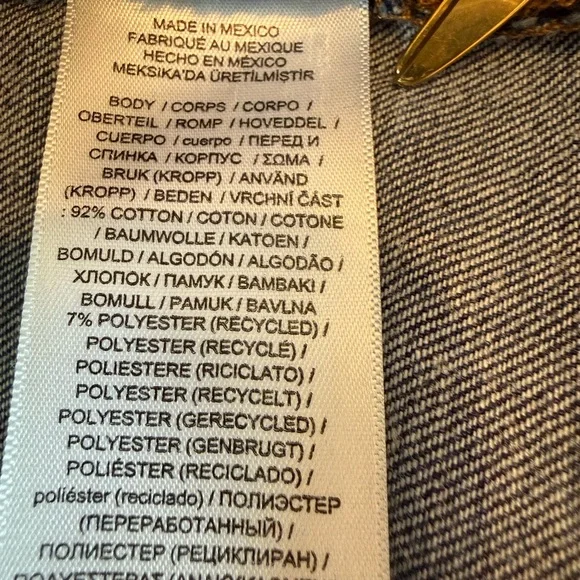 MADE IN MEXICO
FABRIQUÉ AU MEXIQUE
HECHO EN MÉXICO
MEKSİKA'DA ÜRETİLMİŞTİR
BODY / CORPS / CORPO /
OBERTEIL / ROMP / HOVEDDEL /
CUERPO / cuerpo / ПЕРЕД И
СПИНКА / КОРПУС / ΣΩΜΑ /
BRUK (KROPP) / ANVÄND
(KROPP) / BEDEN / VRCHNÍ ČÁST
: 92% COTTON / COTON / COTONE
/ BAUMWOLLE / KATOEN /
BOMULD / ALGODÓN / ALGODÃO /
ХЛОПОК / ПАМУК / ΒΑΜΒΑΚΙ /
BOMULL / PAMUK / BAVLNA
7% POLYESTER (RECYCLED) /
POLYESTER (RECYCLÉ) /
POLIESTERE (RICICLATO) /
POLYESTER (RECYCELT) /
POLYESTER (GERECYCLED) /
POLYESTER (GENBRUGT) /
POLIÉSTER (RECICLADO) /
poliéster (reciclado) / ПОЛИЭСТЕР
(ПЕРЕРАБОТАННЫЙ) /
ПОЛИЕСТЕР (РЕЦИКЛИРАН) /